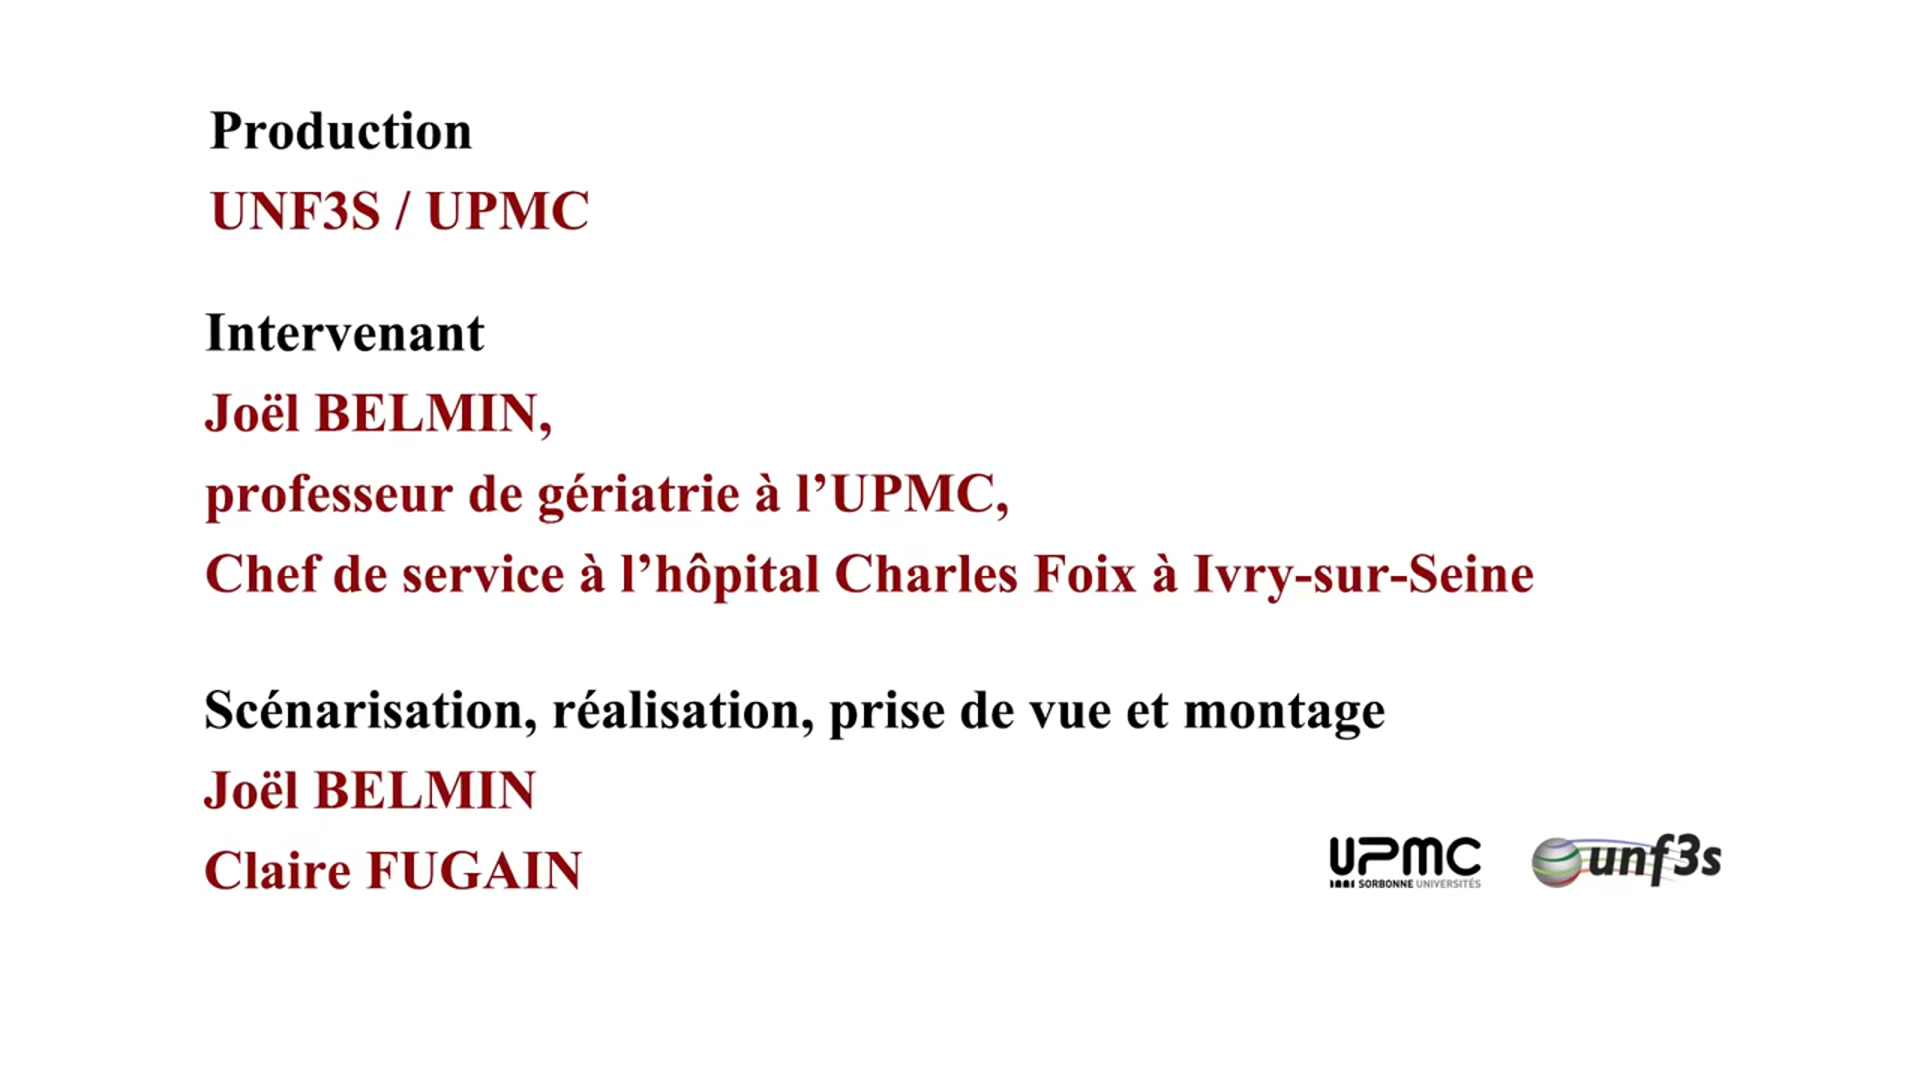 Production
UNF3S / UPMC
Intervenant
Joël BELMIN,
professeur de gériatrie à l’UPMC,
Chef de service à l’hôpital Charles Foix à Ivry-sur-Seine
Scénarisation, réalisation, prise de vue et montage
Joël BELMIN
Claire FUGAIN
UPMC
SORBONNE UNIVERSITÉS
unf3s